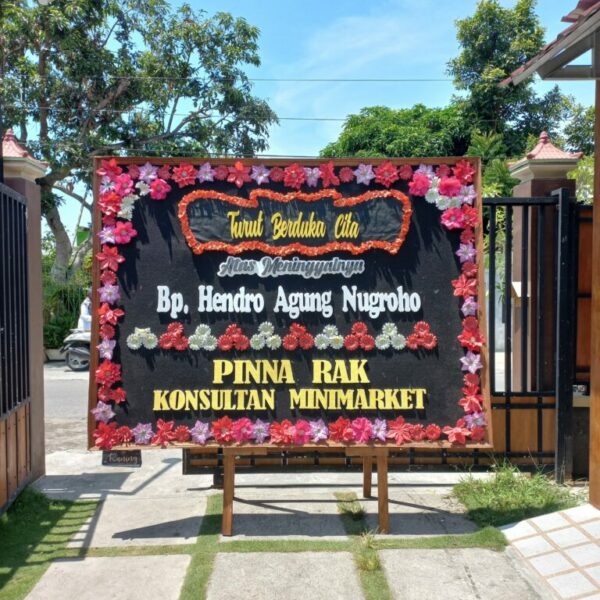 Turut Berduka Cita
Atas Meninggalnya
Bp. Hendro Agung Nugroho
PINNA RAK
KONSULTAN MINIMARKET